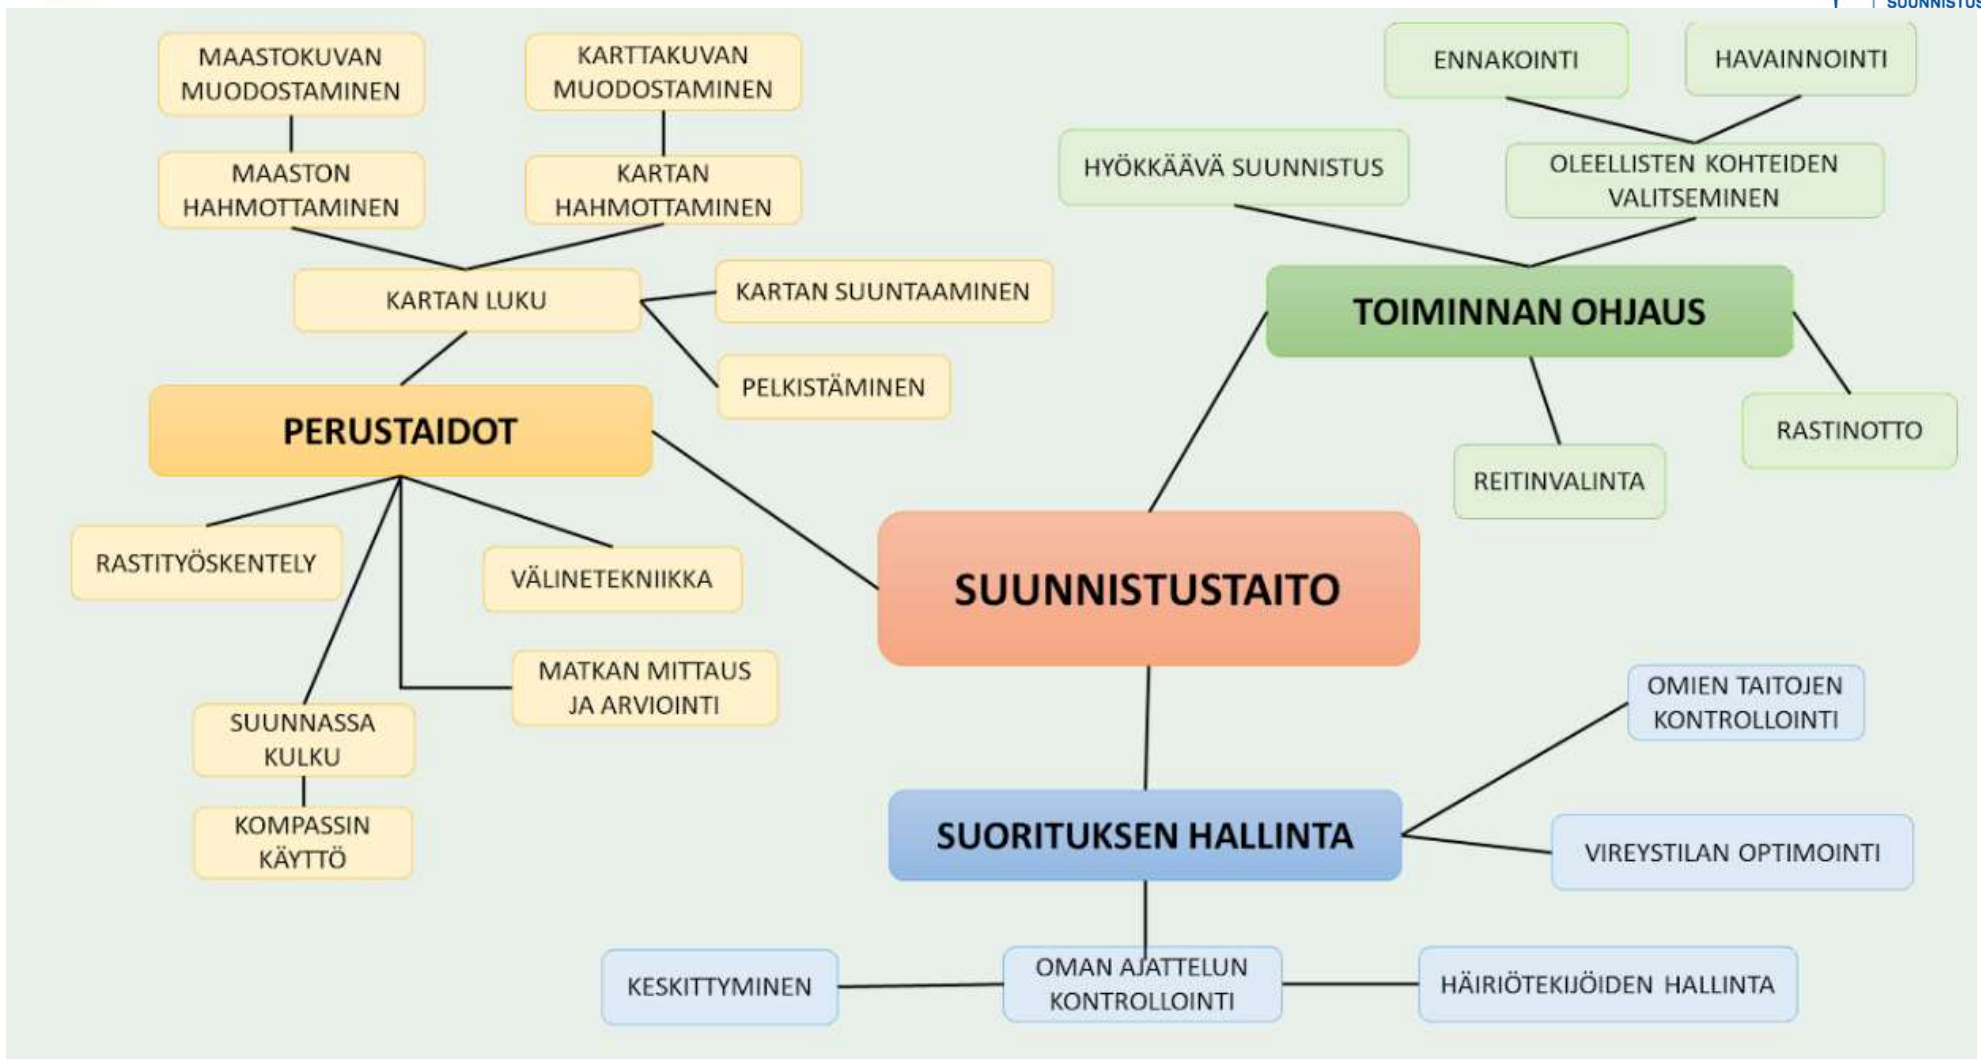 SUUNNISTUS
MAASTOKUVAN
MUODOSTAMINEN
KARTTAKUVAN
MUODOSTAMINEN
MAASTON
HAHMOTTAMINEN
KARTAN
HAHMOTTAMINEN
KARTAN LUKU
KARTAN SUUNTAAMINEN
PELKISTÄMINEN
PERUSTAIDOT
RASTITYÖSKENTELY
VÄLINETEKNIIKKA
MATKAN MITTAUS
JA ARVIOINTI
SUUNNASSA
KULKU
KOMPASSIN
KÄYTTÖ
ENNAKOINTI
HAVAINNOINTI
HYÖKKÄÄVÄ SUUNNISTUS
OLEELLISTEN KOHTEIDEN
VALITSEMINEN
TOIMINNAN OHJAUS
RASTINOTTO
REITINVALINTA
SUUNNISTUSTAITO
OMIEN TAITOJEN
KONTROLLOINTI
SUORITUKSEN HALLINTA
VIREYSTILAN OPTIMOINTI
KESKITTYMINEN
OMAN AJATTELUN
KONTROLLOINTI
HÄIRIÖTEKIJÖIDEN HALLINTA